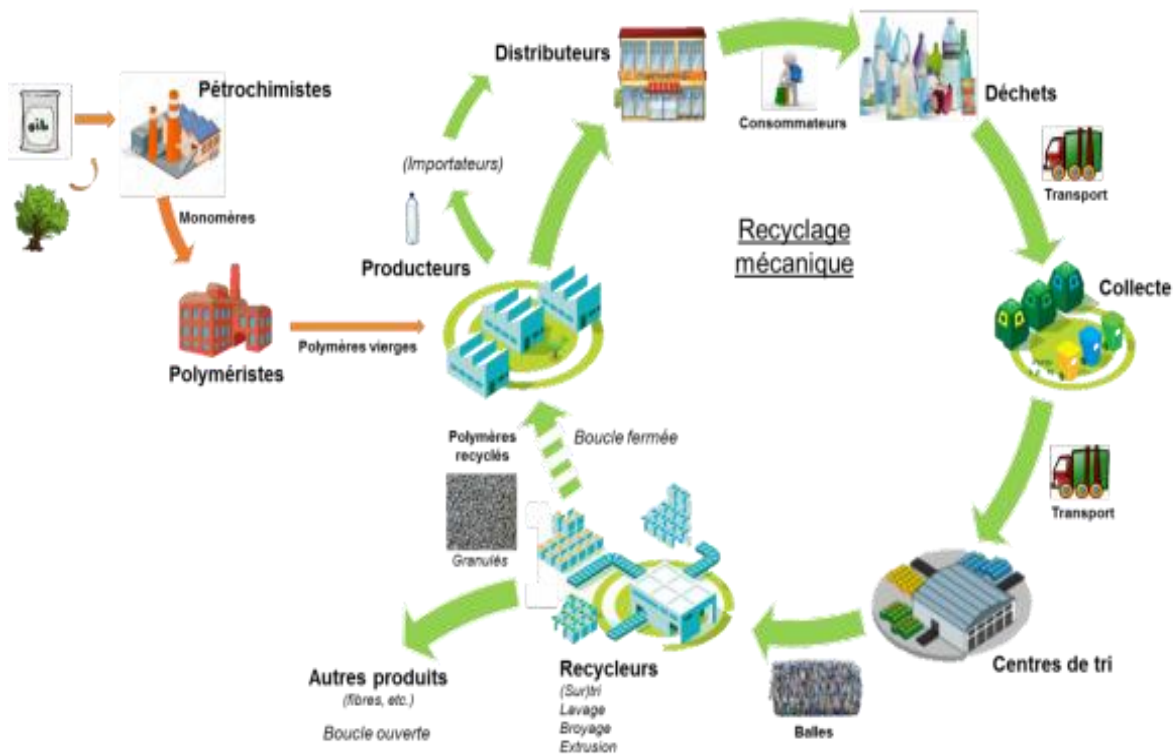 Distributeurs
Pétrochimistes
Déchets
Consommateurs
(Importateurs)
Transport
Monomères
Recyclage
mécanique
Producteurs
Collecte
Polymères vierges
Polyméristes
Polymères
recyclés
Boucle fermée
Transport
Granulés
Autres produits
(fibres, etc.)
Boucle ouverte
Recycleurs
(Sur)tri
Lavage
Broyage
Extrusion
Balles
Centres de tri